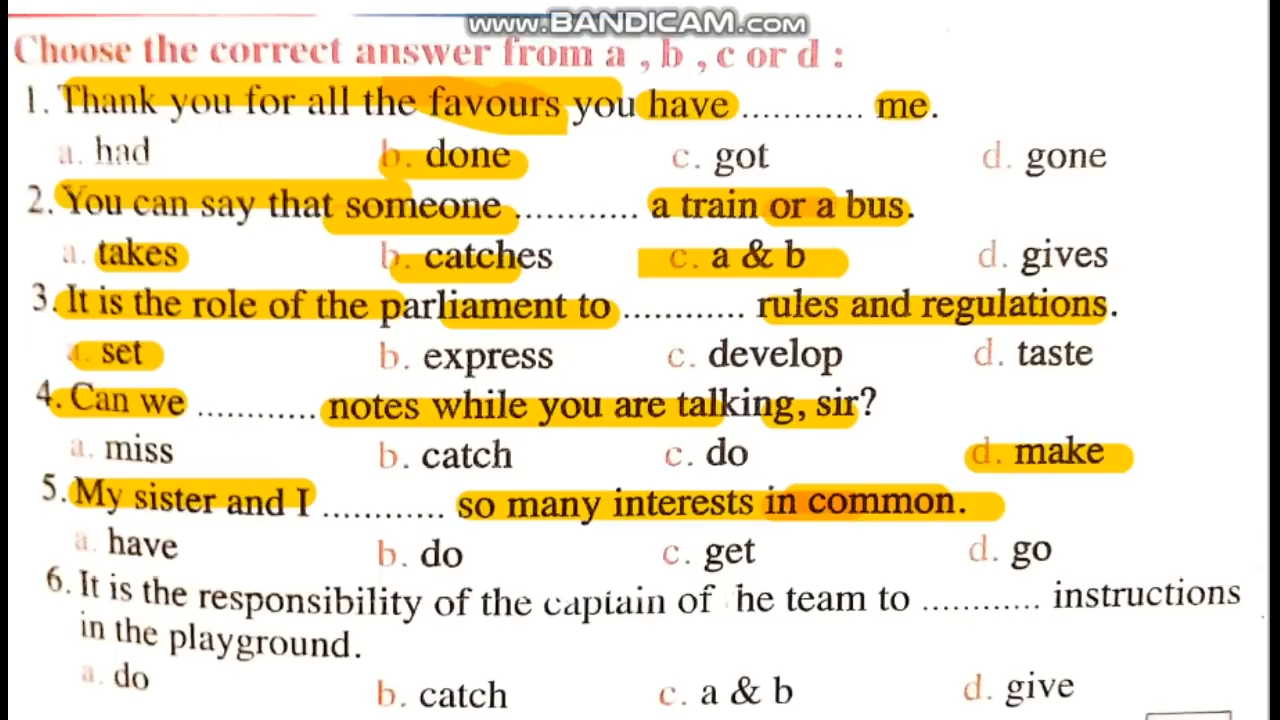 www.BANDICAM.com
Choose the correct answer from a , b , c or d :
1. Thank you for all the favours you have ............ me.
a. had b. done c. got d. gone
2. You can say that someone ............ a train or a bus.
a. takes b. catches c. a & b d. gives
3. It is the role of the parliament to ............ rules and regulations.
a. set b. express c. develop d. taste
4. Can we ............ notes while you are talking, sir?
a. miss b. catch c. do d. make
5. My sister and I ............ so many interests in common.
a. have b. do c. get d. go
6. It is the responsibility of the captain of he team to ............ instructions
in the playground.
a. do b. catch c. a & b d. give